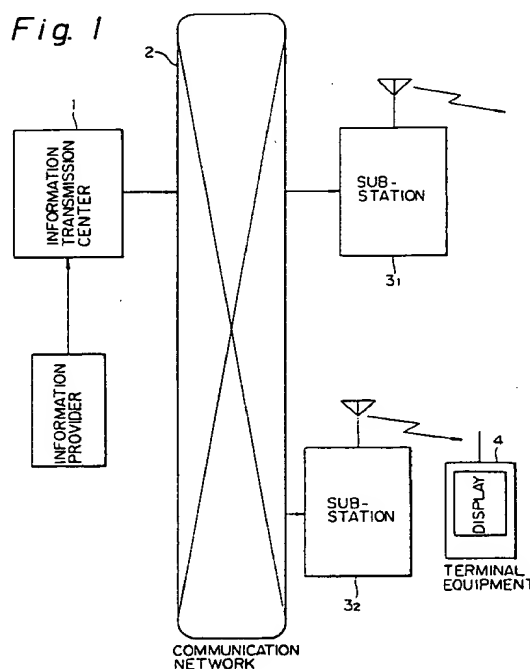 Fig. 1
2
1
INFORMATION
TRANSMISSION
CENTER
SUB-
STATION
3₁
INFORMATION
PROVIDER
SUB-
STATION
3₂
4
DISPLAY
TERMINAL
EQUIPMENT
COMMUNICATION
NETWORK